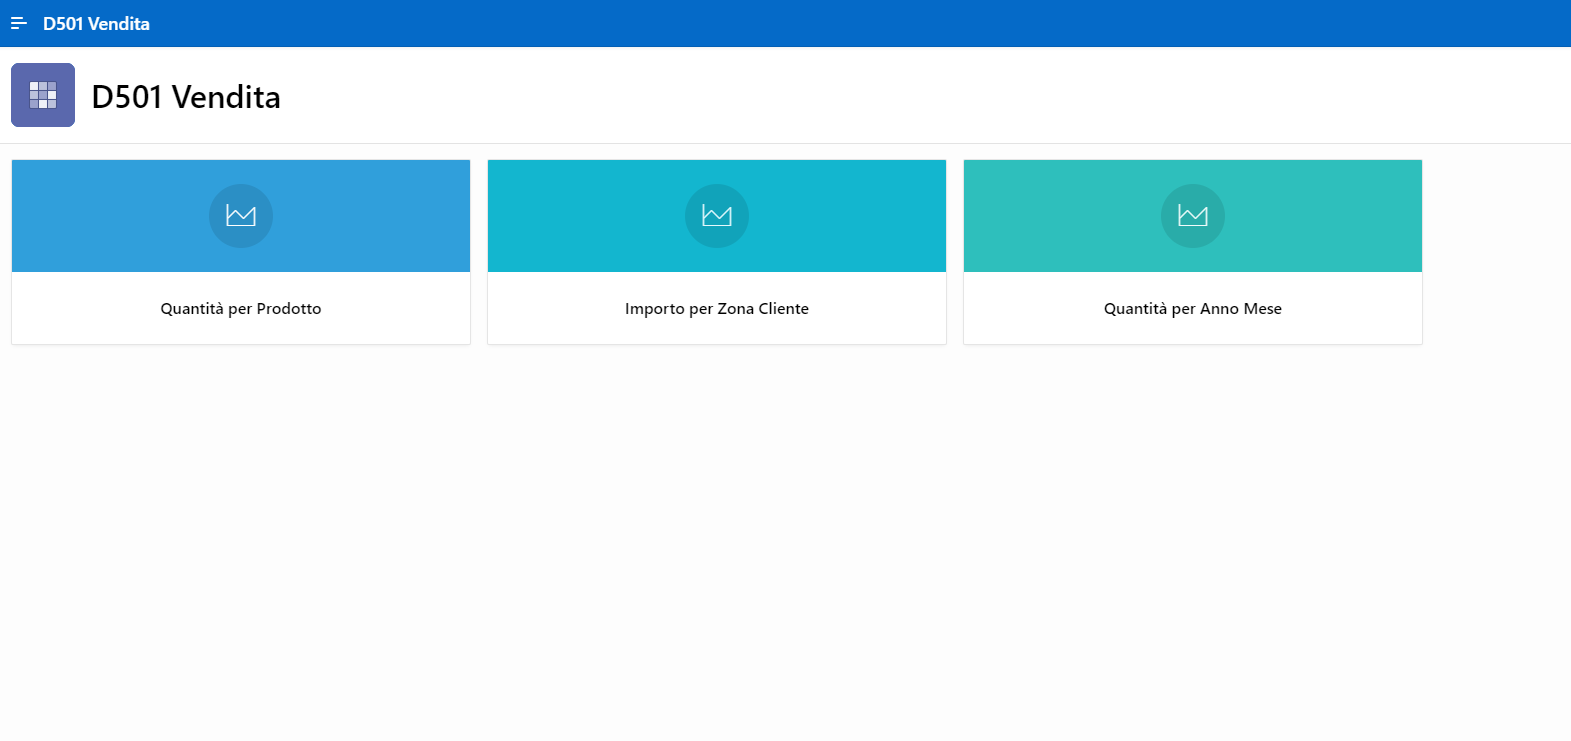 D501 Vendita
D501 Vendita
Quantità per Prodotto
Importo per Zona Cliente
Quantità per Anno Mese